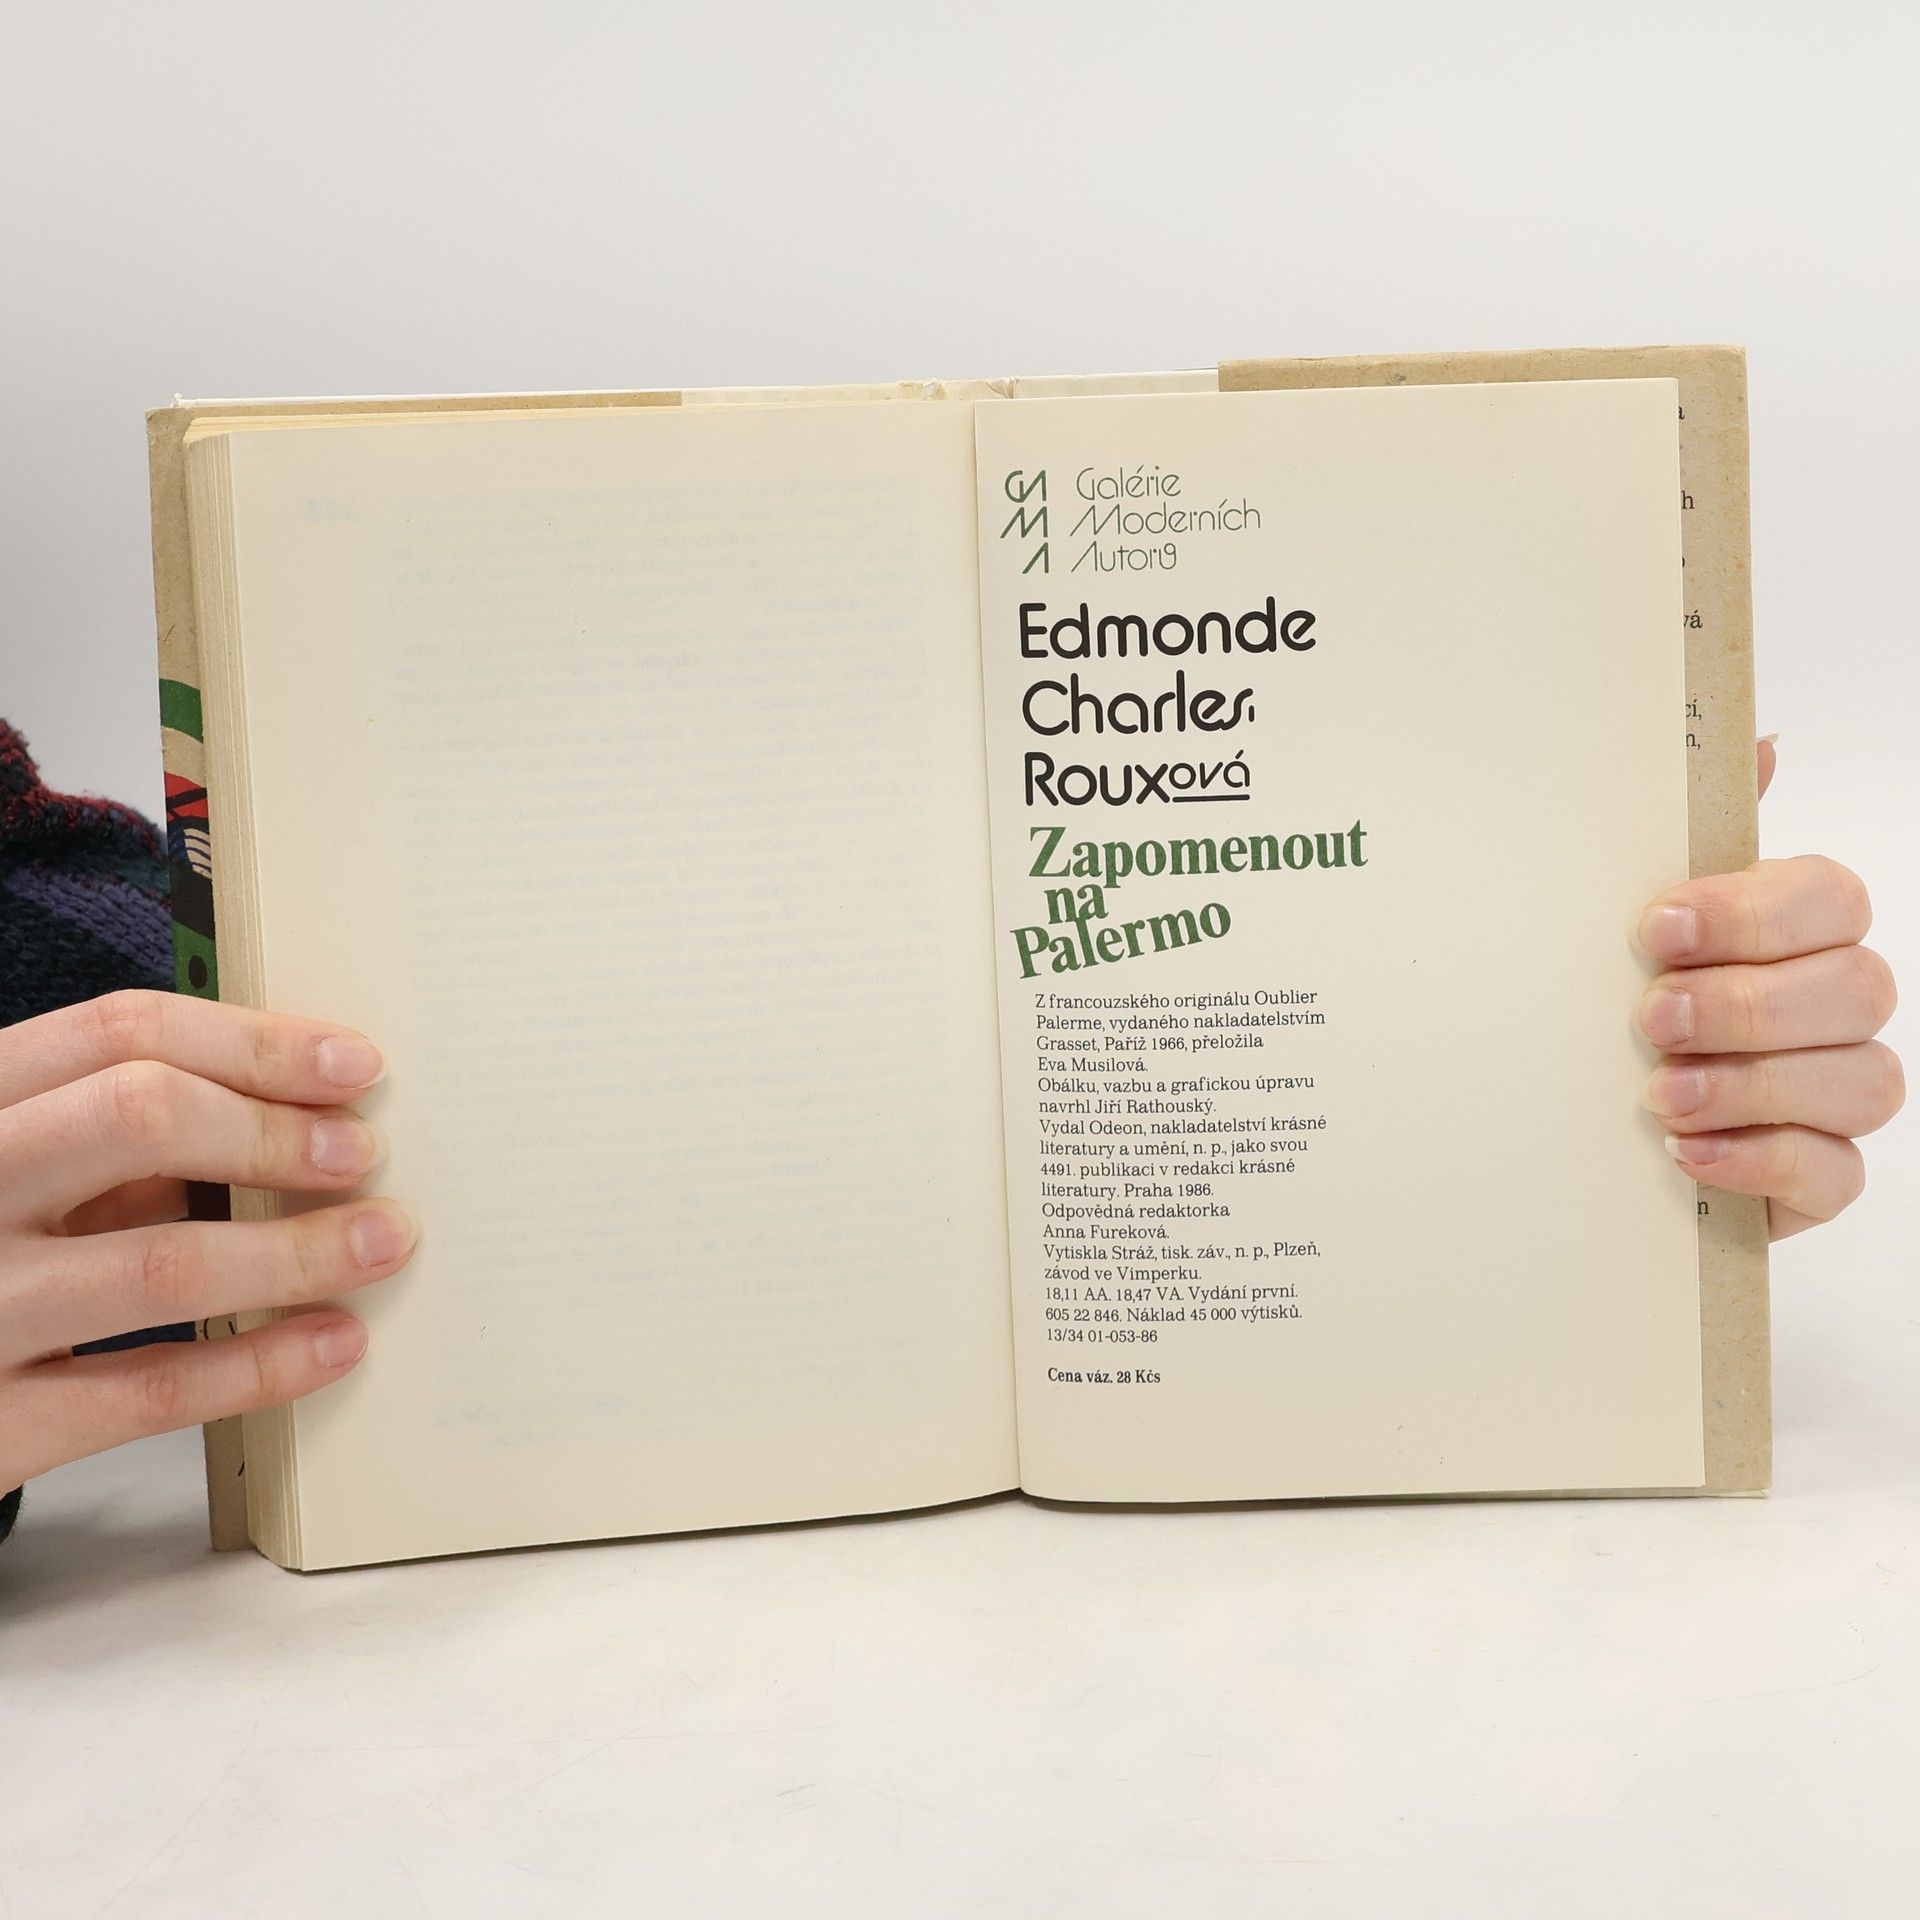 GMA Galérie
Moderních
Autorů
Edmonde
Charles,
Rouxová
Zapomenout
na
Palermo
Z francouzského originálu Oublier
Palerme, vydaného nakladatelstvím
Grasset, Paříž 1966, přeložila
Eva Musilová.
Obálku, vazbu a grafickou úpravu
navrhl Jiří Rathouský.
Vydal Odeon, nakladatelství krásné
literatury a umění, n. p., jako svou
4491. publikaci v redakci krásné
literatury. Praha 1986.
Odpovědná redaktorka
Anna Fureková.
Vytiskla Stráž, tisk. záv., n. p., Plzeň,
závod ve Vimperku.
18,11 AA. 18,47 VA. Vydání první.
605 22 846. Náklad 45 000 výtisků.
13/34 01-053-86
Cena váz. 28 Kčs